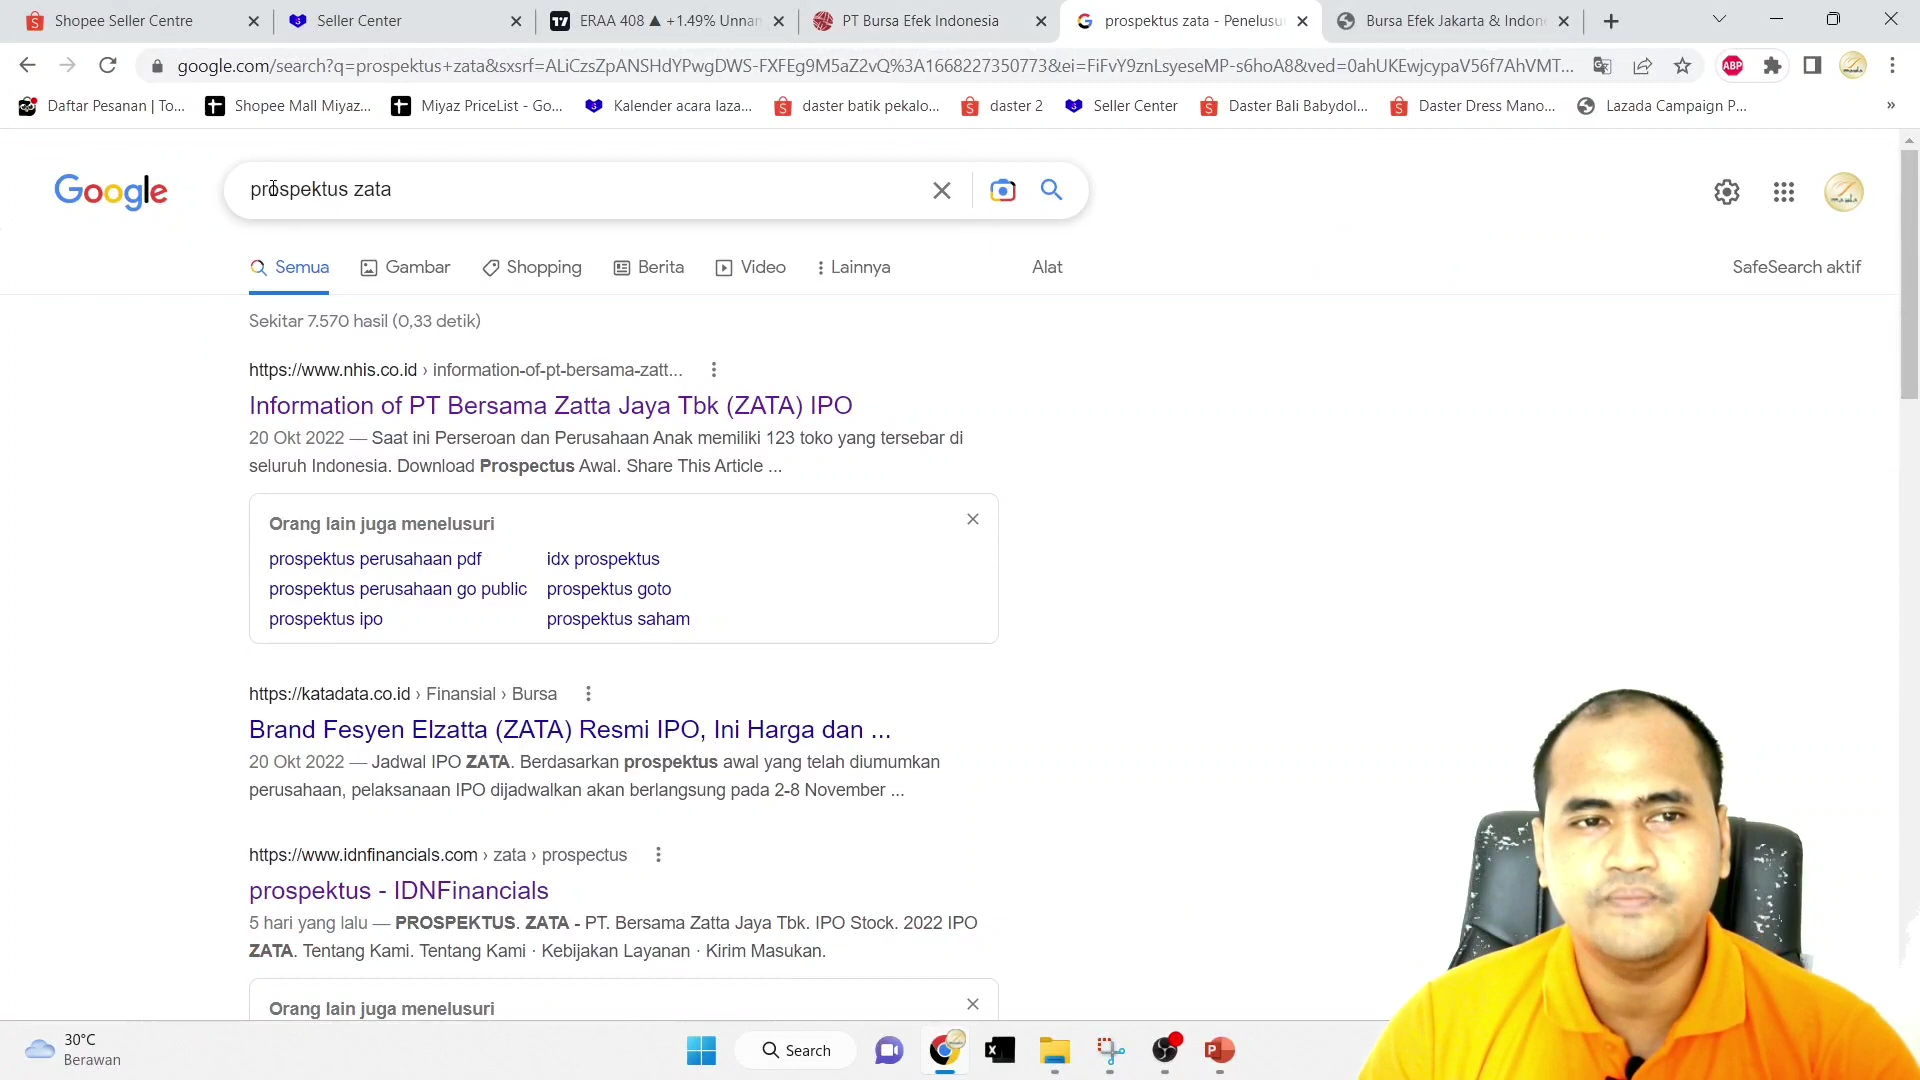 Shopee Seller Centre
Seller Center
ERAA 408 ▲ +1.49% Unnan
PT Bursa Efek Indonesia
prospektus zata - Penelusu
Bursa Efek Jakarta & Indon
google.com/search?q=prospektus+zata&sxsrf=ALiCzsZpANSHdYPwgDWS-FXFEg9M5aZ2vQ%3A1668227350773&ei=FiFvY9znLsyeseMP-s6hoA8&ved=0ahUKEwjcypaV56f7AhVMT...
ABP
Daftar Pesanan | To...
Shopee Mall Miyaz...
Miyaz PriceList - Go...
Kalender acara laza...
daster batik pekalo...
daster 2
Seller Center
Daster Bali Babydol...
Daster Dress Mano...
Lazada Campaign P...
»
Google
prospektus zata
Semua
Gambar
Shopping
Berita
Video
Lainnya
Alat
SafeSearch aktif
Sekitar 7.570 hasil (0,33 detik)
https://www.nhis.co.id › information-of-pt-bersama-zatt...
Information of PT Bersama Zatta Jaya Tbk (ZATA) IPO
20 Okt 2022 — Saat ini Perseroan dan Perusahaan Anak memiliki 123 toko yang tersebar di
seluruh Indonesia. Download Prospectus Awal. Share This Article ...
Orang lain juga menelusuri
prospektus perusahaan pdf
idx prospektus
prospektus perusahaan go public
prospektus goto
prospektus ipo
prospektus saham
https://katadata.co.id › Finansial › Bursa
Brand Fesyen Elzatta (ZATA) Resmi IPO, Ini Harga dan ...
20 Okt 2022 — Jadwal IPO ZATA. Berdasarkan prospektus awal yang telah diumumkan
perusahaan, pelaksanaan IPO dijadwalkan akan berlangsung pada 2-8 November ...
https://www.idnfinancials.com › zata › prospectus
prospektus - IDNFinancials
5 hari yang lalu — PROSPEKTUS. ZATA - PT. Bersama Zatta Jaya Tbk. IPO Stock. 2022 IPO
ZATA. Tentang Kami. Tentang Kami · Kebijakan Layanan · Kirim Masukan.
Orang lain juga menelusuri
30°C
Berawan
Search